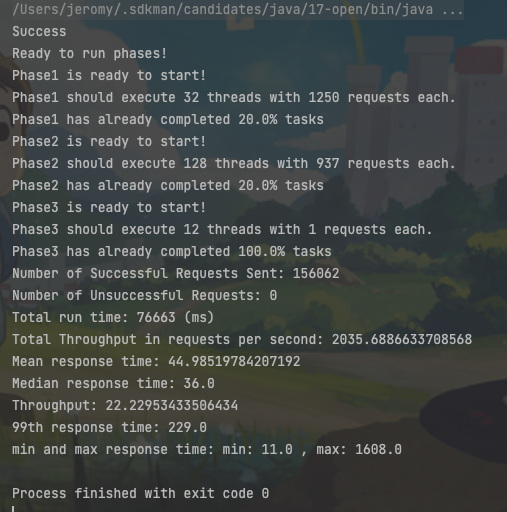 /Users/jeromy/.sdkman/candidates/java/17-open/bin/java ...
Success
Ready to run phases!
Phase1 is ready to start!
Phase1 should execute 32 threads with 1250 requests each.
Phase1 has already completed 20.0% tasks
Phase2 is ready to start!
Phase2 should execute 128 threads with 937 requests each.
Phase2 has already completed 20.0% tasks
Phase3 is ready to start!
Phase3 should execute 12 threads with 1 requests each.
Phase3 has already completed 100.0% tasks
Number of Successful Requests Sent: 156062
Number of Unsuccessful Requests: 0
Total run time: 76663 (ms)
Total Throughput in requests per second: 2035.6886633708568
Mean response time: 44.98519784207192
Median response time: 36.0
Throughput: 22.22953433506434
99th response time: 229.0
min and max response time: min: 11.0 , max: 1608.0
Process finished with exit code 0